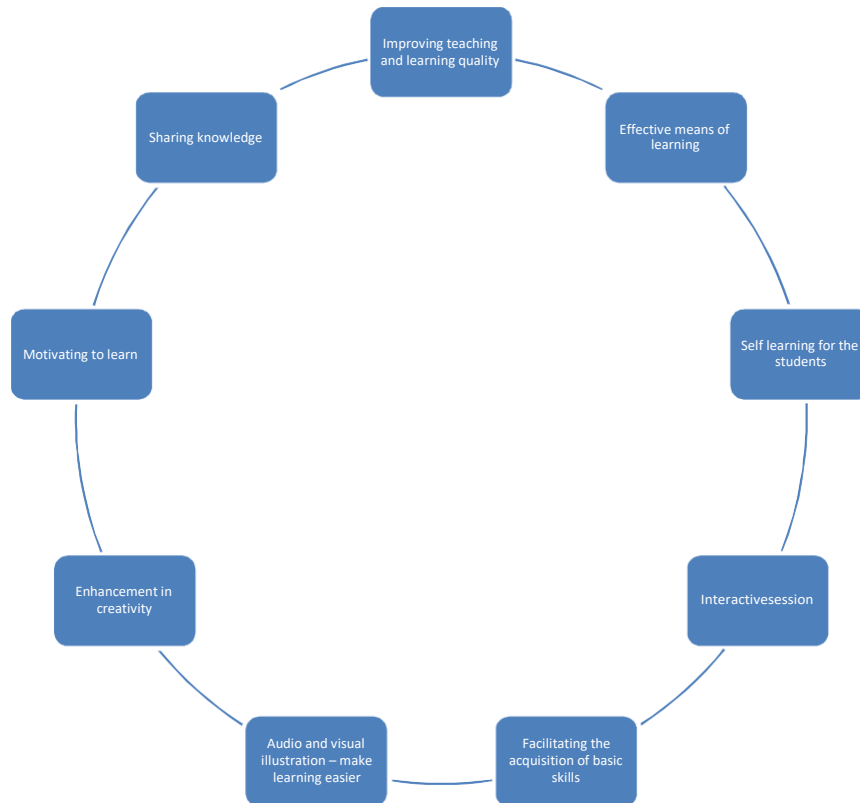 Improving teaching
and learning quality
Effective means of
learning
Self learning for the
students
Interactivesession
Facilitating the
acquisition of basic
skills
Audio and visual
illustration – make
learning easier
Enhancement in
creativity
Motivating to learn
Sharing knowledge